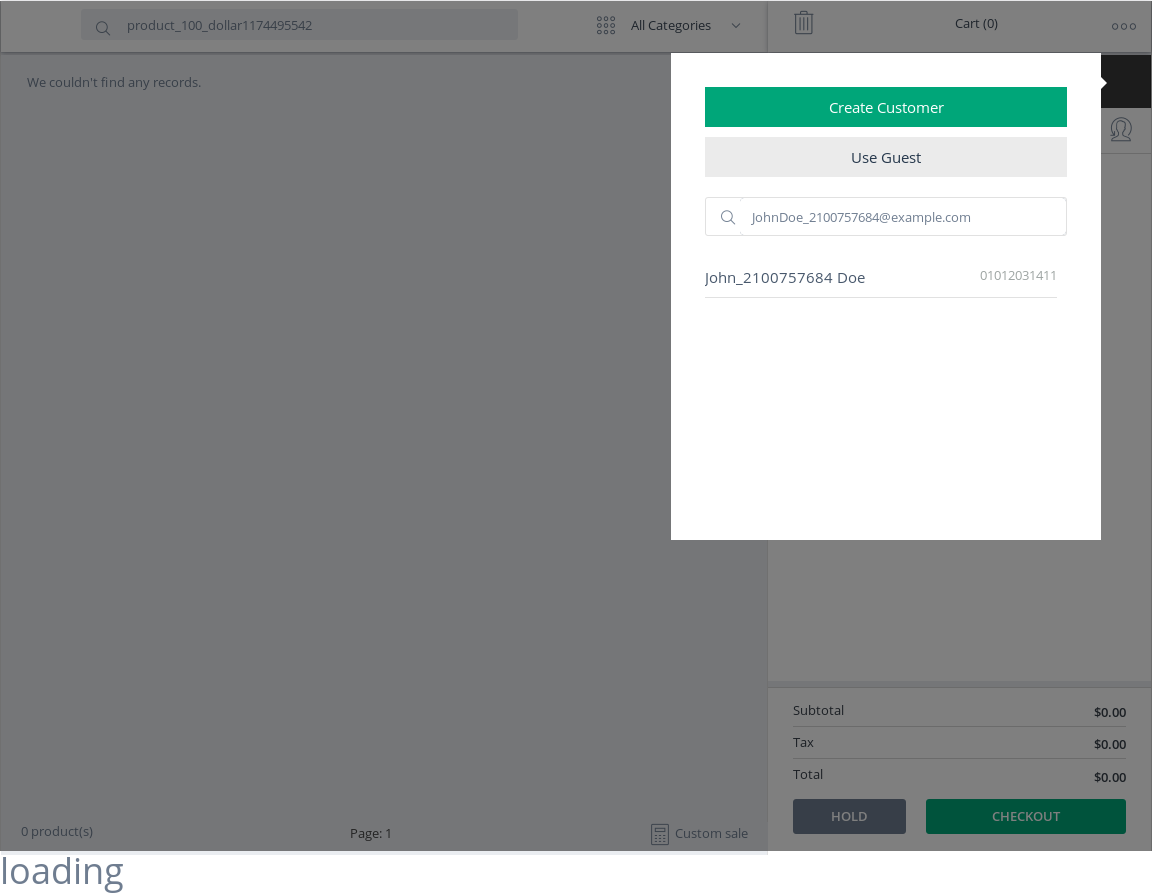 product_100_dollar1174495542
All Categories
Cart (0)
We couldn't find any records.
Create Customer
Use Guest
JohnDoe_2100757684@example.com
John_2100757684 Doe 01012031411
Subtotal $0.00
Tax $0.00
Total $0.00
HOLD CHECKOUT
0 product(s) Page: 1 Custom sale
loading